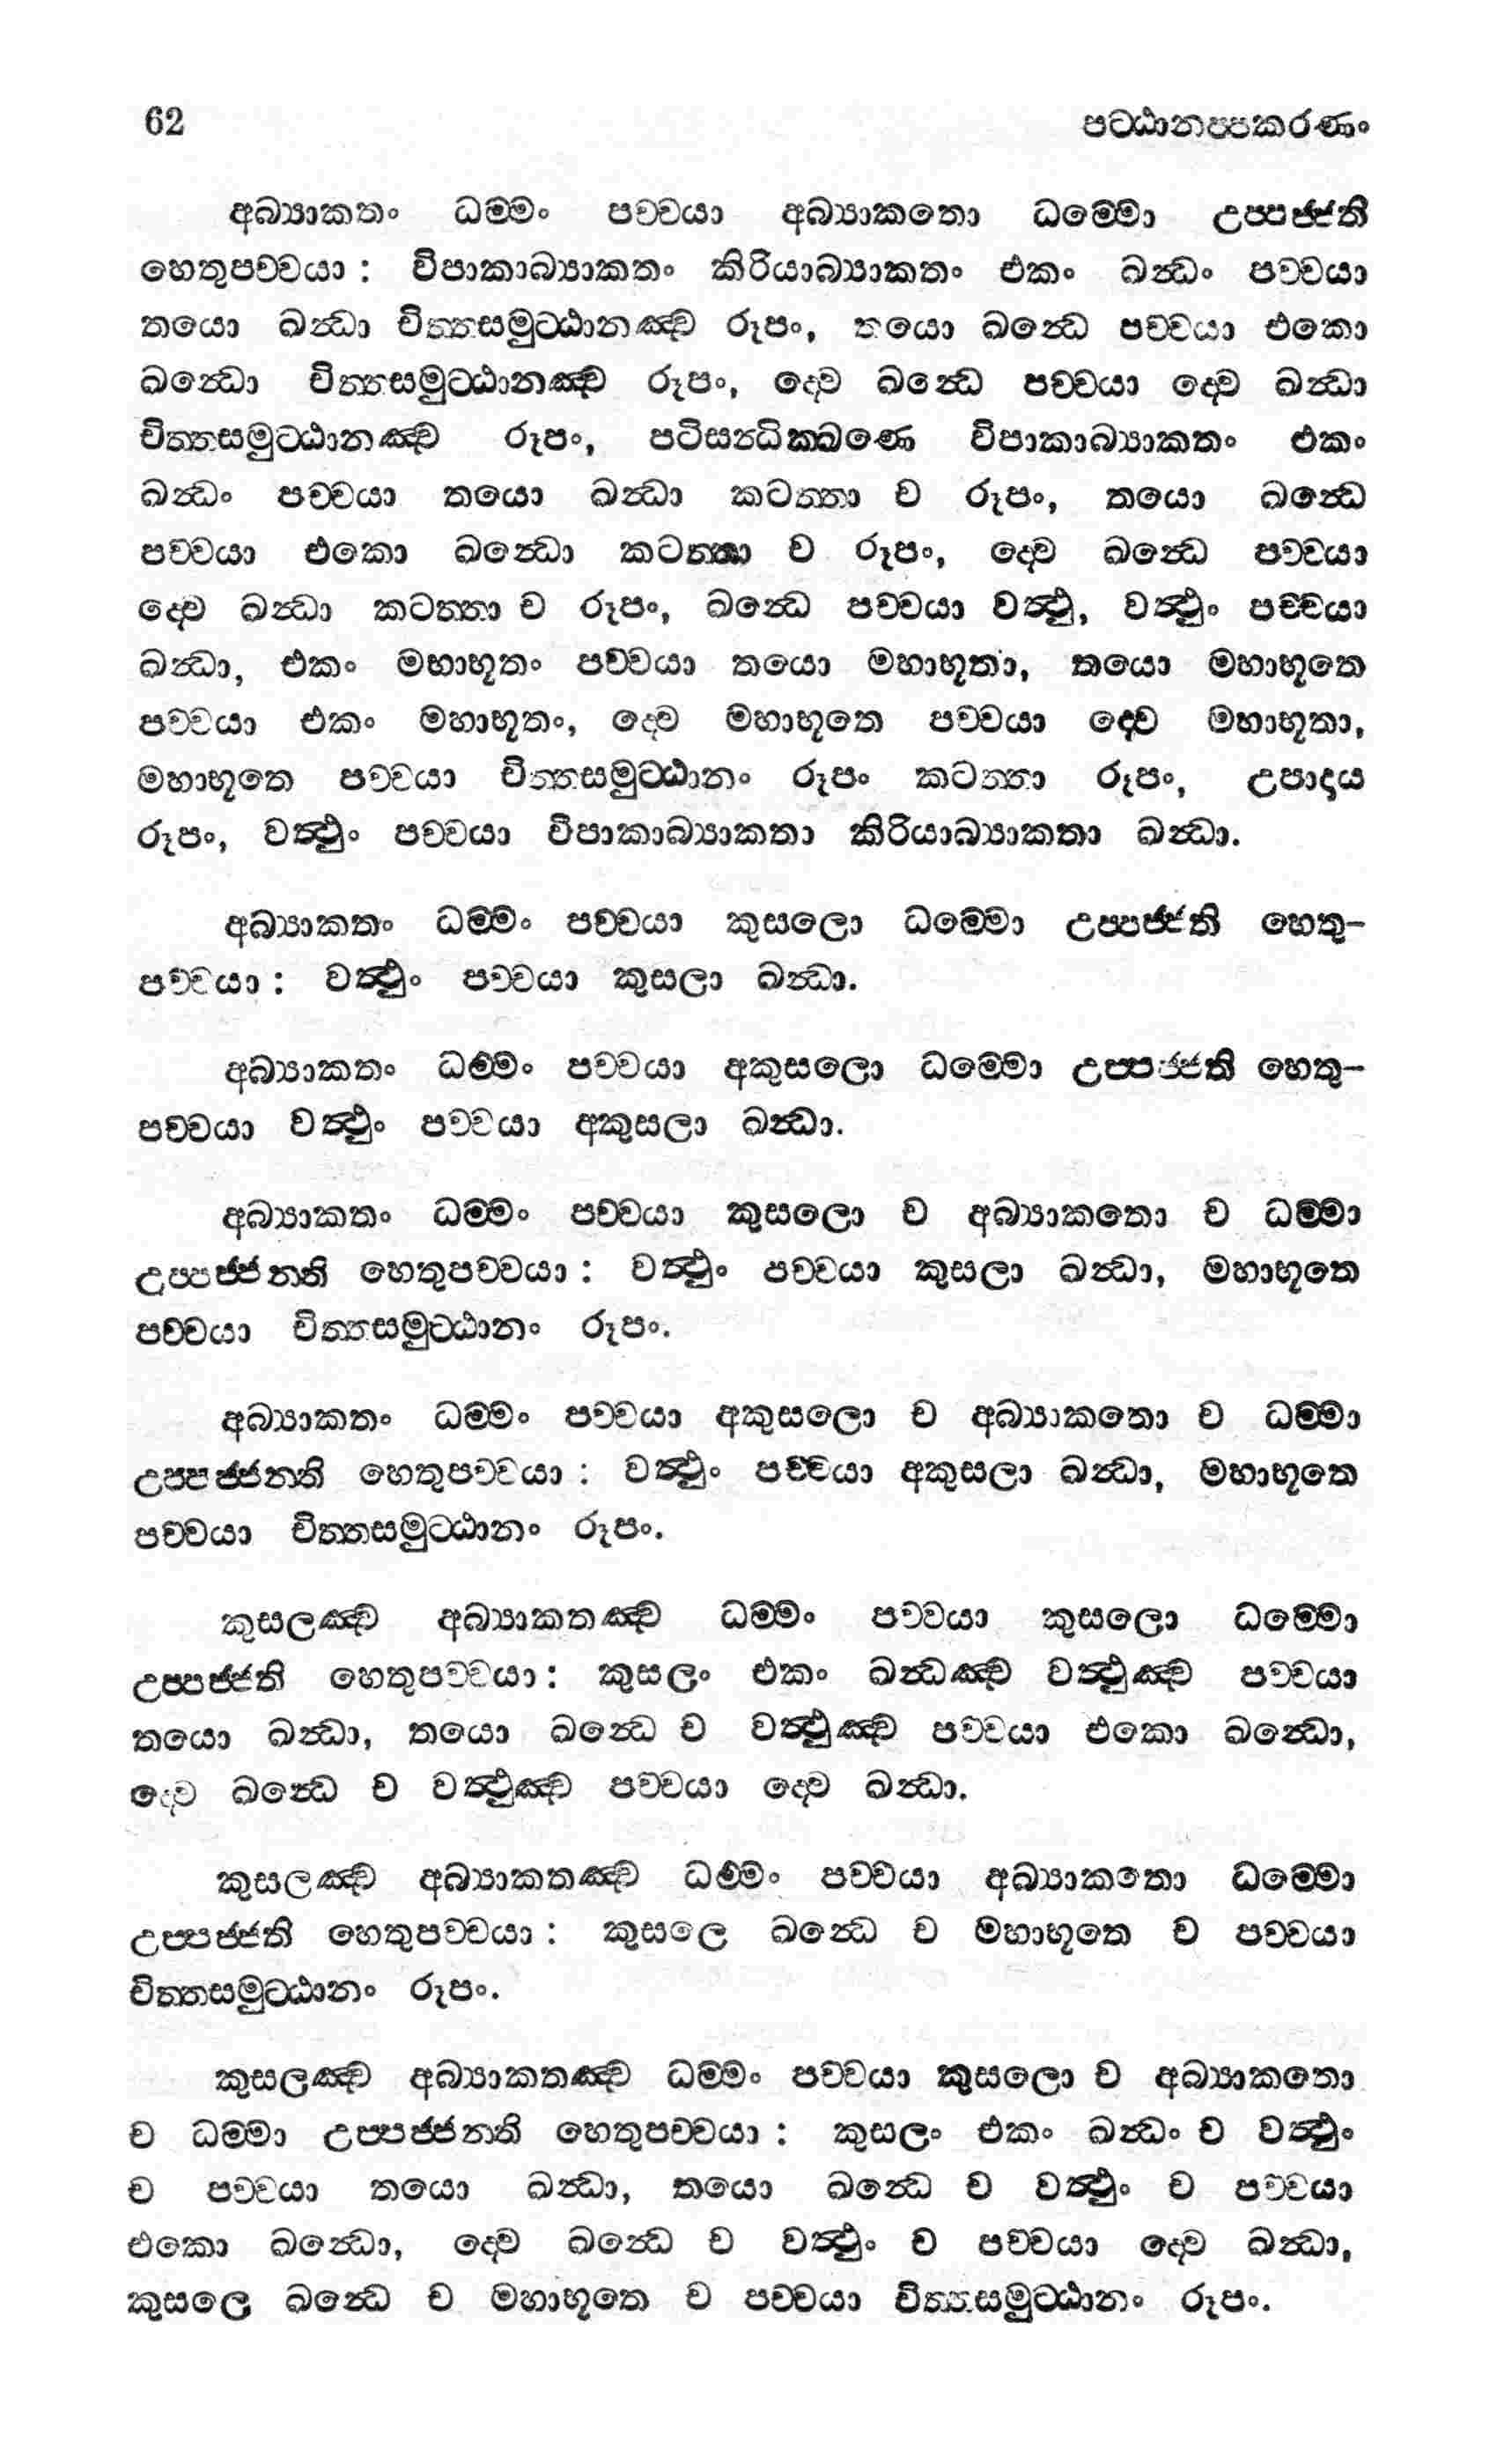 62 පට්ඨානප්පකරණං
අබ්‍යාකතං ධම්මං පච්චයා අබ්‍යාකතො ධම්මො උප්පජ්ජති
හෙතුපච්චයා : විපාකාබ්‍යාකතං කිරියාබ්‍යාකතං එකං ඛන්ධං පච්චයා
තයො ඛන්ධා චිත්තසමුට්ඨානඤ්ච රූපං, තයො ඛන්ධෙ පච්චයා එකො
ඛන්ධො චිත්තසමුට්ඨානඤ්ච රූපං, ද්වෙ ඛන්ධෙ පච්චයා ද්වෙ ඛන්ධා
චිත්තසමුට්ඨානඤ්ච රූපං, පටිසන්ධික්ඛණෙ විපාකාබ්‍යාකතං එකං
ඛන්ධං පච්චයා තයො ඛන්ධා කටත්තා ච රූපං, තයො ඛන්ධෙ
පච්චයා එකො ඛන්ධො කටත්තා ච රූපං, ද්වෙ ඛන්ධෙ පච්චයා
ද්වෙ ඛන්ධා කටත්තා ච රූපං, ඛන්ධෙ පච්චයා වත්ථු, වත්ථුං පච්චයා
ඛන්ධා, එකං මහාභූතං පච්චයා තයො මහාභූතා, තයො මහාභූතෙ
පච්චයා එකං මහාභූතං, ද්වෙ මහාභූතෙ පච්චයා ද්වෙ මහාභූතා,
මහාභූතෙ පච්චයා චිත්තසමුට්ඨානං රූපං කටත්තා රූපං, උපාදාය
රූපං, වත්ථුං පච්චයා විපාකාබ්‍යාකතා කිරියාබ්‍යාකතා ඛන්ධා.
අබ්‍යාකතං ධම්මං පච්චයා කුසලො ධම්මො උප්පජ්ජති හෙතු-
පච්චයා : වත්ථුං පච්චයා කුසලා ඛන්ධා.
අබ්‍යාකතං ධම්මං පච්චයා අකුසලො ධම්මො උප්පජ්ජති හෙතු-
පච්චයා වත්ථුං පච්චයා අකුසලා ඛන්ධා.
අබ්‍යාකතං ධම්මං පච්චයා කුසලො ච අබ්‍යාකතො ච ධම්මා
උප්පජ්ජන්ති හෙතුපච්චයා : වත්ථුං පච්චයා කුසලා ඛන්ධා, මහාභූතෙ
පච්චයා චිත්තසමුට්ඨානං රූපං.
අබ්‍යාකතං ධම්මං පච්චයා අකුසලො ච අබ්‍යාකතො ච ධම්මා
උප්පජ්ජන්ති හෙතුපච්චයා : වත්ථුං පච්චයා අකුසලා ඛන්ධා, මහාභූතෙ
පච්චයා චිත්තසමුට්ඨානං රූපං.
කුසලඤ්ච අබ්‍යාකතඤ්ච ධම්මං පච්චයා කුසලො ධම්මො
උප්පජ්ජති හෙතුපච්චයා : කුසලං එකං ඛන්ධඤ්ච වත්ථුඤ්ච පච්චයා
තයො ඛන්ධා, තයො ඛන්ධෙ ච වත්ථුඤ්ච පච්චයා එකො ඛන්ධො,
ද්වෙ ඛන්ධෙ ච වත්ථුඤ්ච පච්චයා ද්වෙ ඛන්ධා.
කුසලඤ්ච අබ්‍යාකතඤ්ච ධම්මං පච්චයා අබ්‍යාකතො ධම්මො
උප්පජ්ජති හෙතුපච්චයා : කුසලෙ ඛන්ධෙ ච මහාභූතෙ ච පච්චයා
චිත්තසමුට්ඨානං රූපං.
කුසලඤ්ච අබ්‍යාකතඤ්ච ධම්මං පච්චයා කුසලො ච අබ්‍යාකතො
ච ධම්මා උප්පජ්ජන්ති හෙතුපච්චයා : කුසලං එකං ඛන්ධං ච වත්ථුං
ච පච්චයා තයො ඛන්ධා, තයො ඛන්ධෙ ච වත්ථුං ච පච්චයා
එකො ඛන්ධො, ද්වෙ ඛන්ධෙ ච වත්ථුං ච පච්චයා ද්වෙ ඛන්ධා,
කුසලෙ ඛන්ධෙ ච මහාභූතෙ ච පච්චයා චිත්තසමුට්ඨානං රූපං.